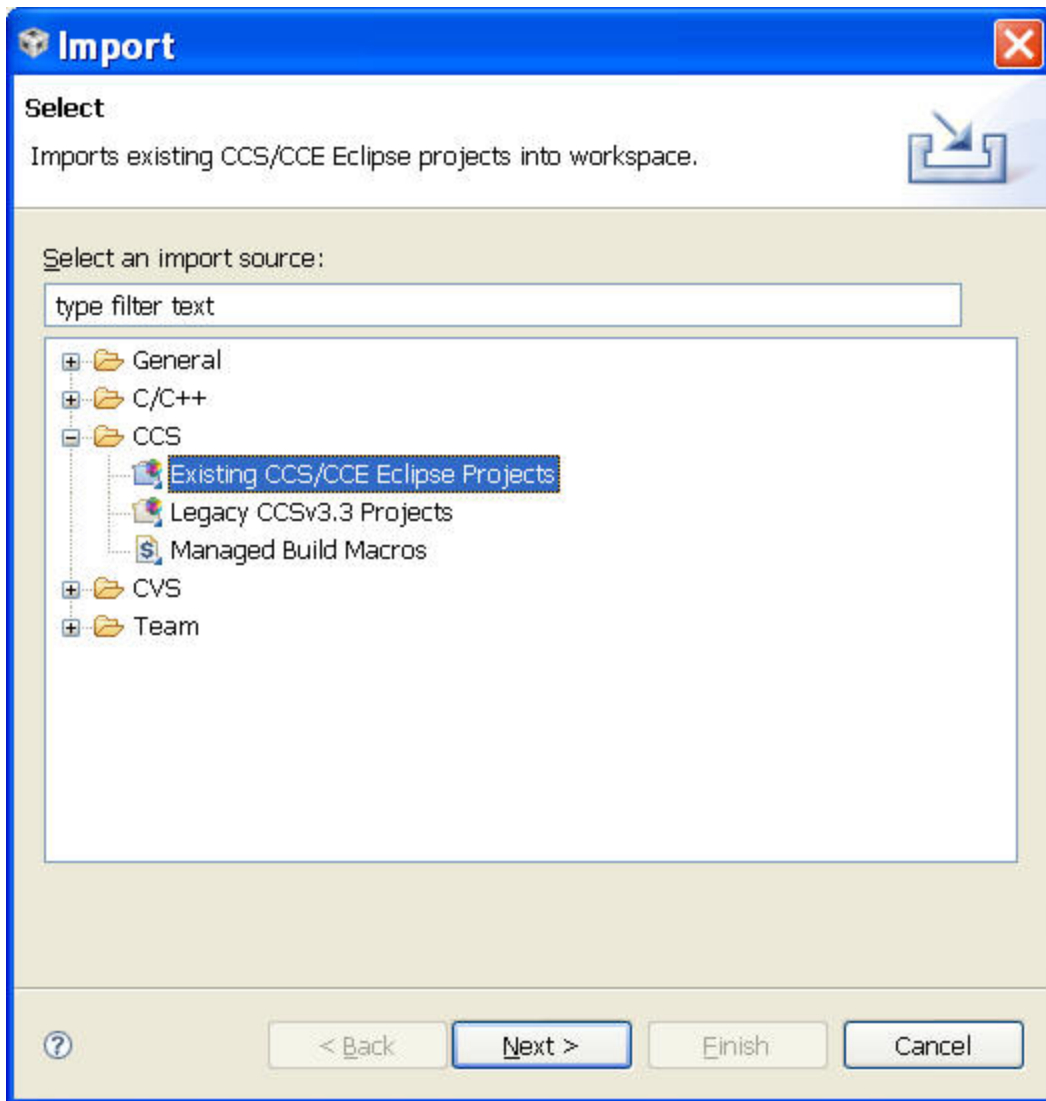 Import
Select
Imports existing CCS/CCE Eclipse projects into workspace.
Select an import source:
type filter text
General
C/C++
CCS
Existing CCS/CCE Eclipse Projects
Legacy CCSv3.3 Projects
Managed Build Macros
CVS
Team
< Back Next > Finish Cancel